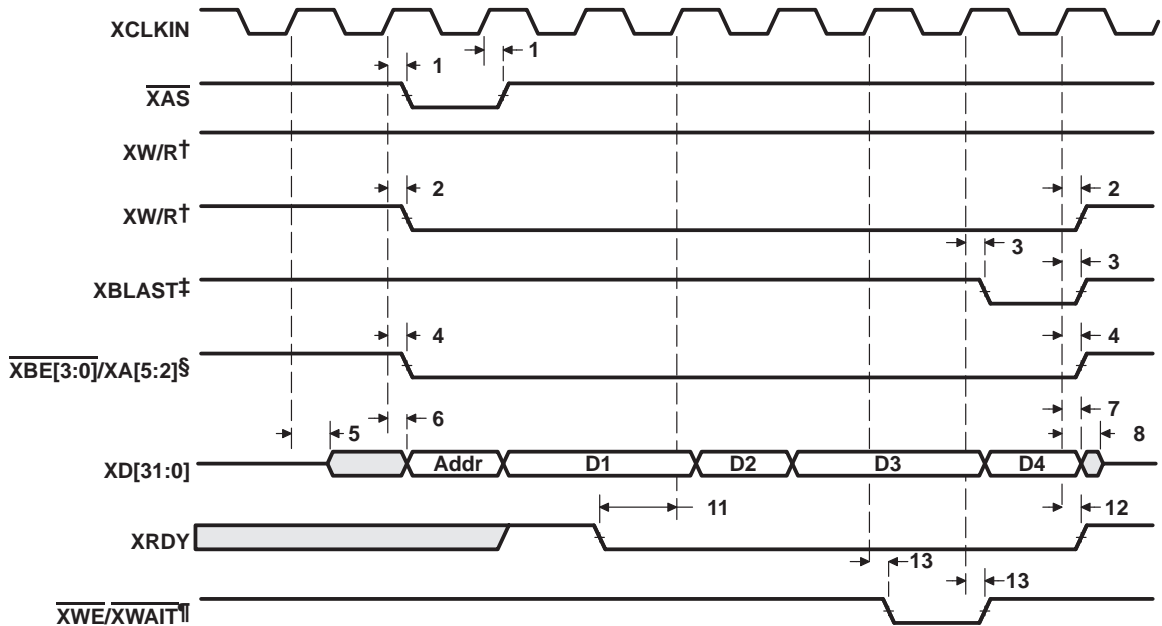 XCLKIN
1
1
XAS
XW/R†
2
2
XW/R†
3
3
XBLAST‡
4
4
XBE[3:0]/XA[5:2]§
6
7
5
8
XD[31:0]
Addr
D1
D2
D3
D4
11
12
XRDY
13
13
XWE/XWAIT¶